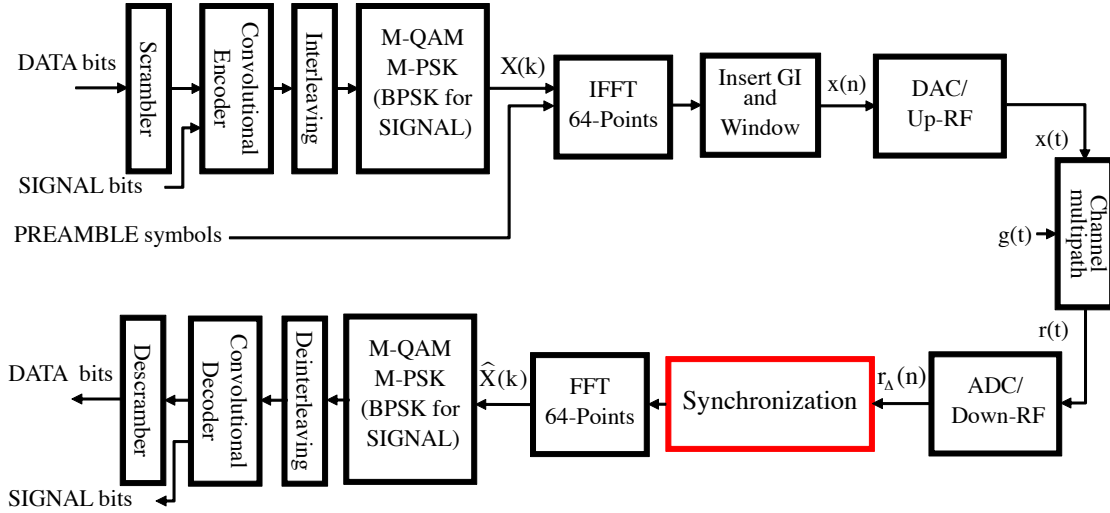 DATA bits
Scrambler
Convolutional
Encoder
Interleaving
M-QAM
M-PSK
(BPSK for
SIGNAL)
X(k)
IFFT
64-Points
Insert GI
and
Window
x(n)
DAC/
Up-RF
x(t)
SIGNAL bits
PREAMBLE symbols
g(t)
Channel
multipath
r(t)
DATA bits
Descramber
Convolutional
Decoder
Deinterleaving
M-QAM
M-PSK
(BPSK for
SIGNAL)
X̂(k)
FFT
64-Points
Synchronization
r_Δ(n)
ADC/
Down-RF
SIGNAL bits